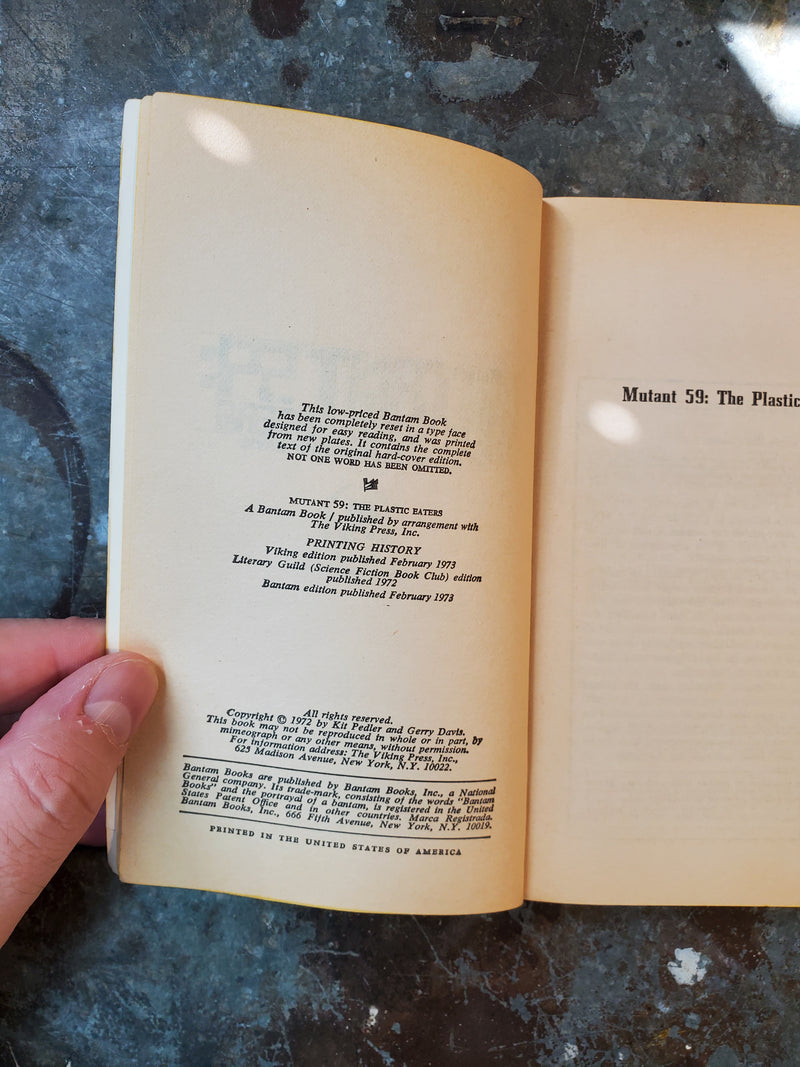 This low-priced Bantam Book
has been completely reset in a type face
designed for easy reading, and was printed
from new plates. It contains the complete
text of the original hard-cover edition.
NOT ONE WORD HAS BEEN OMITTED.
MUTANT 59: THE PLASTIC EATERS
A Bantam Book / published by arrangement with
The Viking Press, Inc.
PRINTING HISTORY
Viking edition published February 1973
Literary Guild (Science Fiction Book Club) edition
published 1972
Bantam edition published February 1973
All rights reserved.
Copyright © 1972 by Kit Pedler and Gerry Davis.
This book may not be reproduced in whole or in part, by
mimeograph or any other means, without permission.
For information address: The Viking Press, Inc.,
625 Madison Avenue, New York, N.Y. 10022.
Bantam Books are published by Bantam Books, Inc., a National
General company. Its trade-mark, consisting of the words "Bantam
Books" and the portrayal of a bantam, is registered in the United
States Patent Office and in other countries. Marca Registrada.
Bantam Books, Inc., 666 Fifth Avenue, New York, N.Y. 10019.
PRINTED IN THE UNITED STATES OF AMERICA
Mutant 59: The Plastic